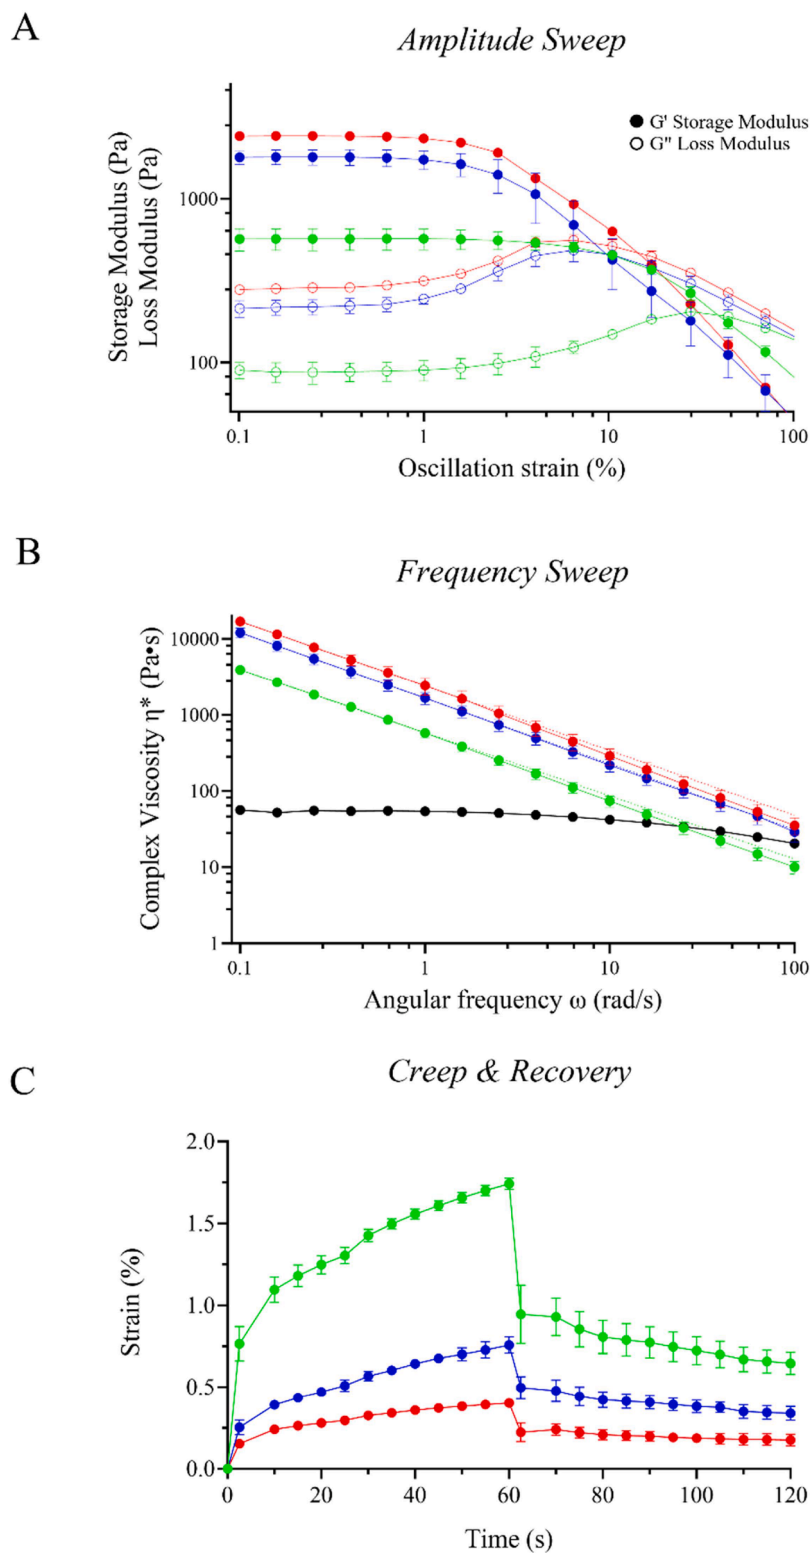 A
Amplitude Sweep
Storage Modulus (Pa)
Loss Modulus (Pa)
1000
100
G' Storage Modulus
G" Loss Modulus
0.1
1
10
100
Oscillation strain (%)
B
Frequency Sweep
Complex Viscosity η* (Pa•s)
10000
1000
100
10
1
0.1
1
10
100
Angular frequency ω (rad/s)
C
Creep & Recovery
Strain (%)
2.0
1.5
1.0
0.5
0.0
0
20
40
60
80
100
120
Time (s)